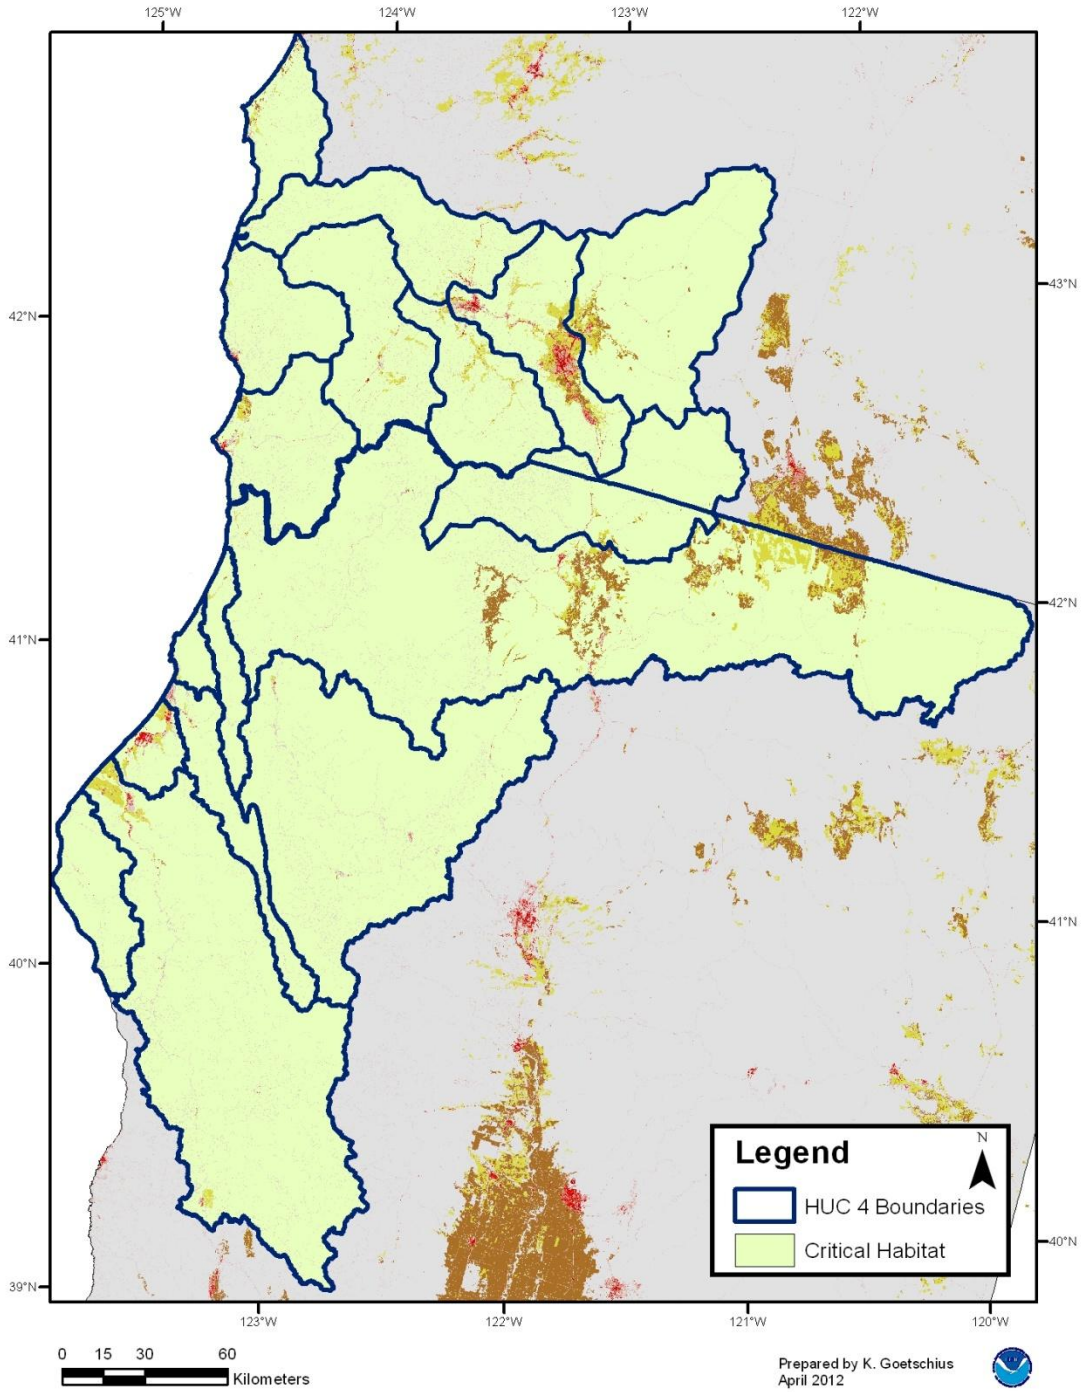 125°W 124°W 123°W 122°W
43°N
42°N
42°N
41°N
41°N
40°N
Legend
N
HUC 4 Boundaries
Critical Habitat
40°N
39°N
123°W 122°W 121°W 120°W
0 15 30 60
Kilometers
Prepared by K. Goetschius
April 2012